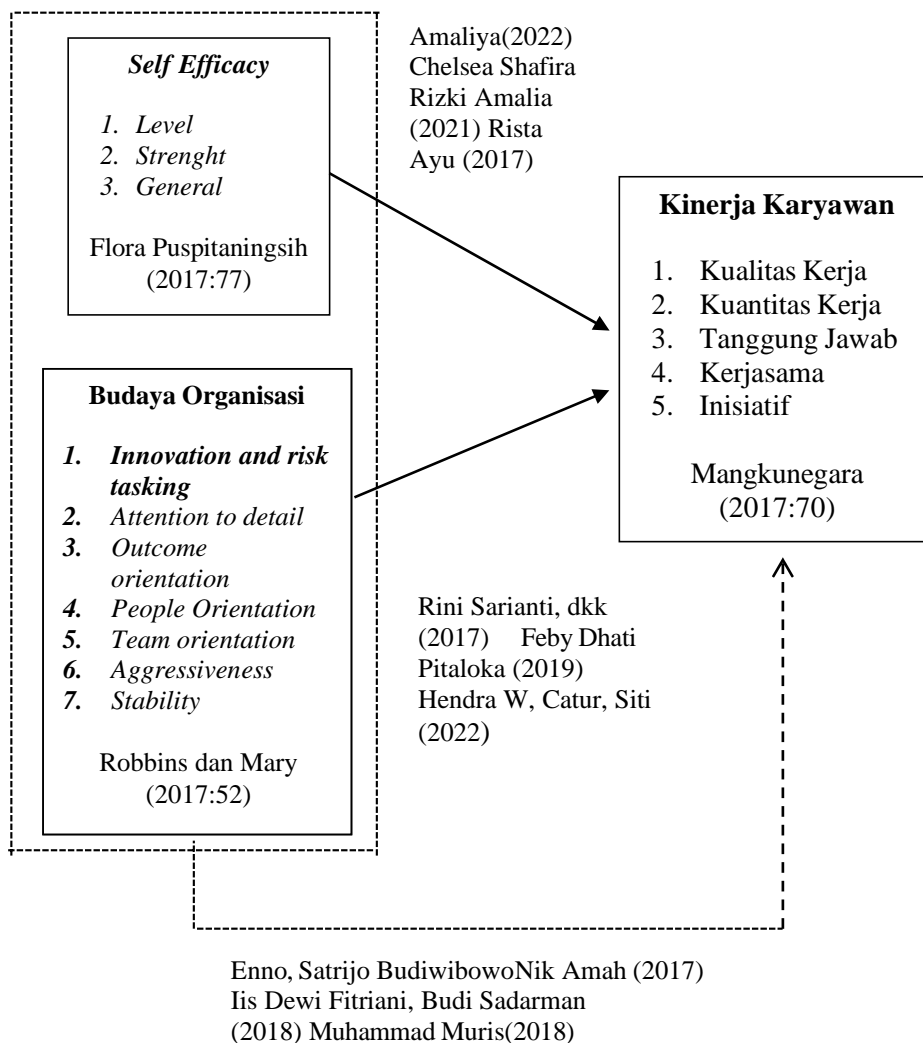 Self Efficacy
1. Level
2. Strenght
3. General
Flora Puspitaningsih
(2017:77)
Amaliya(2022)
Chelsea Shafira
Rizki Amalia
(2021) Rista
Ayu (2017)
Kinerja Karyawan
1. Kualitas Kerja
2. Kuantitas Kerja
3. Tanggung Jawab
4. Kerjasama
5. Inisiatif
Mangkunegara
(2017:70)
Budaya Organisasi
1. Innovation and risk
tasking
2. Attention to detail
3. Outcome
orientation
4. People Orientation
5. Team orientation
6. Aggressiveness
7. Stability
Robbins dan Mary
(2017:52)
Rini Sarianti, dkk
(2017) Feby Dhati
Pitaloka (2019)
Hendra W, Catur, Siti
(2022)
Enno, Satrijo BudiwibowoNik Amah (2017)
Iis Dewi Fitriani, Budi Sadarman
(2018) Muhammad Muris(2018)